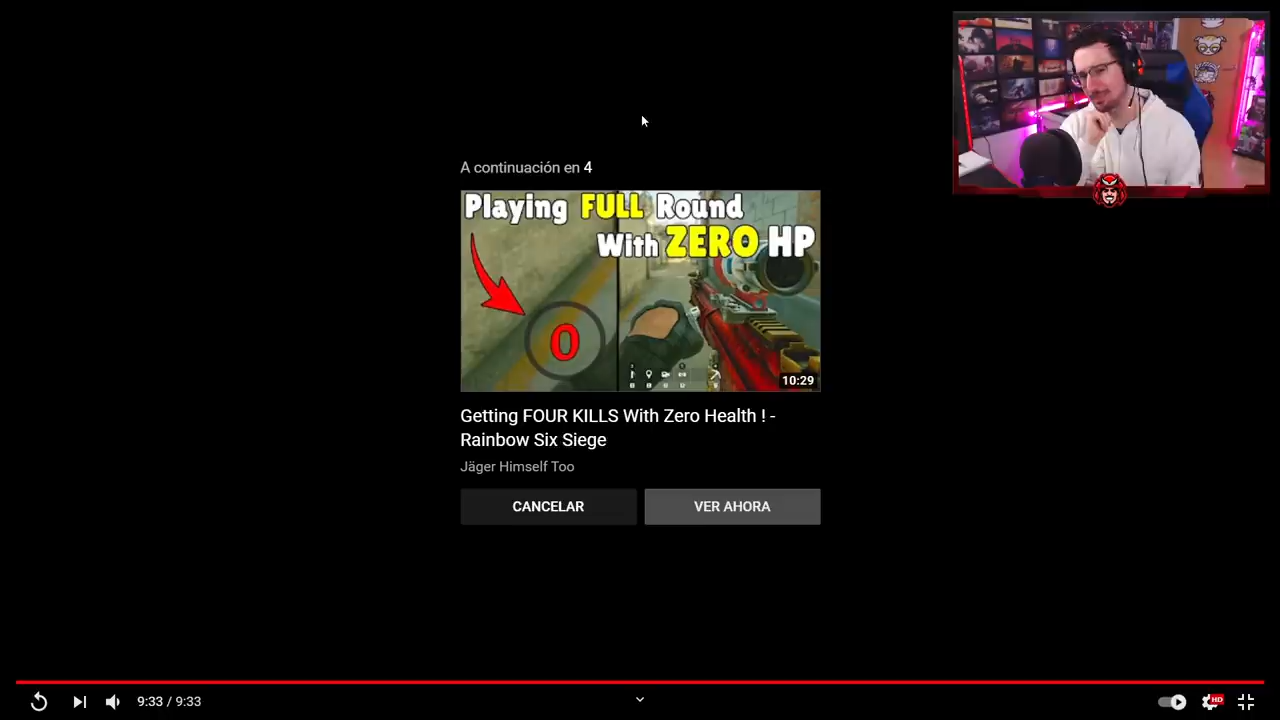 A continuación en 4
Playing FULL Round
With ZERO HP
0
10:29
Getting FOUR KILLS With Zero Health ! -
Rainbow Six Siege
Jäger Himself Too
CANCELAR
VER AHORA
9:33 / 9:33
HD